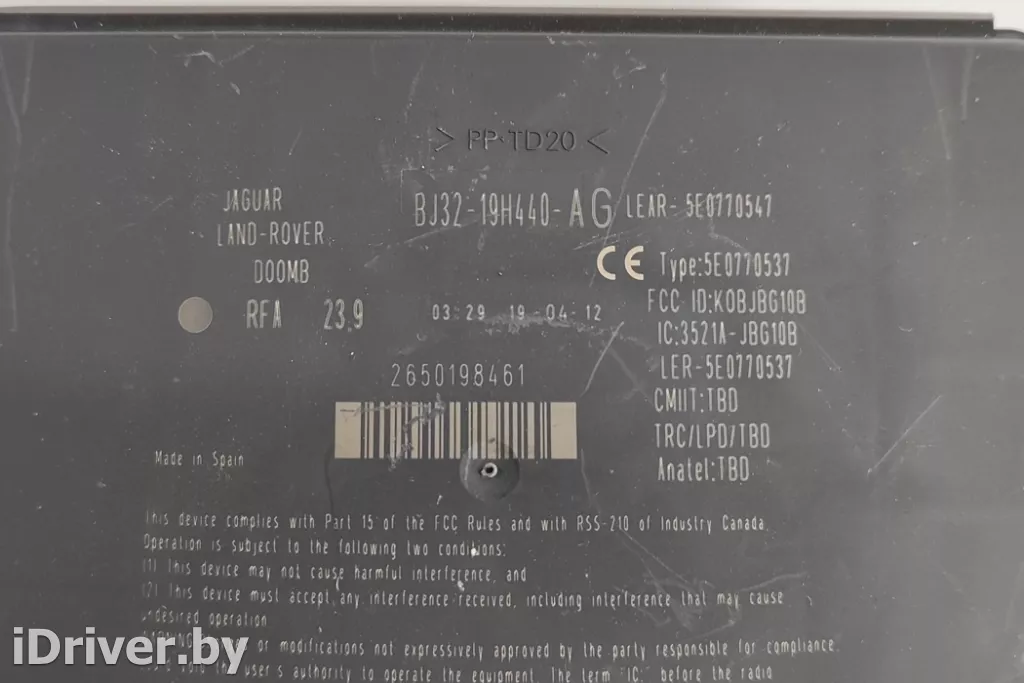 > PP-TD20 <
JAGUAR
LAND-ROVER
DOOMB
RFA 23.9
BJ32-19H440-AG LEAR-5E0770547
CE Type:5E0770537
FCC ID:KOBJBG10B
IC:3521A-JBG10B
LER-5E0770537
CMIIT:TBD
TRC/LPD/TBD
Anatel:TBD
03:29 19-04-12
2650198461
Made in Spain
This device complies with Part 15 of the FCC Rules and with RSS-210 of Industry Canada.
Operation is subject to the following two conditions:
(1) This device may not cause harmful interference, and
(2) This device must accept any interference received, including interference that may cause
undesired operation
or modifications not expressively approved by the party responsible for compliance
the user's authority to operate the equipment. The term "IC:" before the radio
iDriver.by